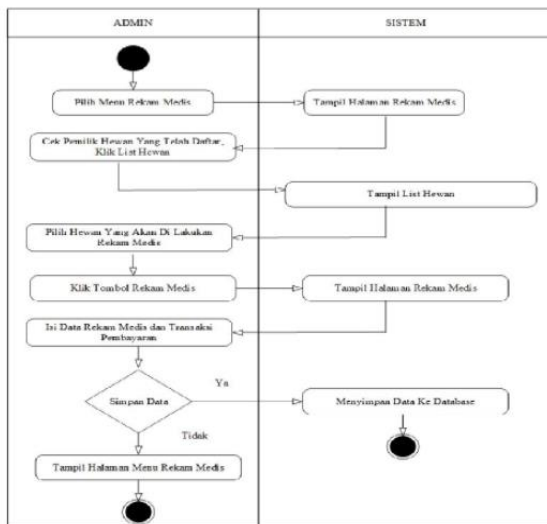 ADMIN
SISTEM
Pilih Menu Rekam Medis
Tampil Halaman Rekam Medis
Cek Pemilik Hewan Yang Telah Daftar,
Klik List Hewan
Tampil List Hewan
Pilih Hewan Yang Akan Di Lakukan
Rekam Medis
Klik Tombol Rekam Medis
Tampil Halaman Rekam Medis
Isi Data Rekam Medis dan Transaksi
Pembayaran
Ya
Simpan Data
Menyimpan Data Ke Database
Tidak
Tampil Halaman Menu Rekam Medis